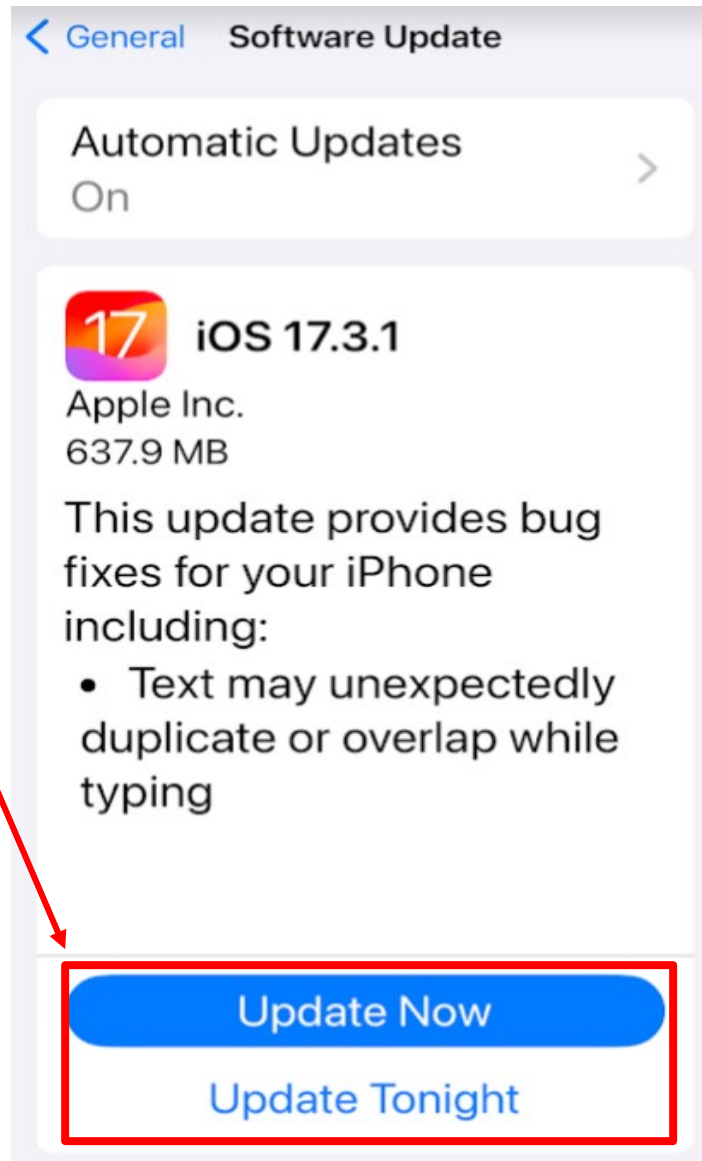 General Software Update
Automatic Updates
On
17 iOS 17.3.1
Apple Inc.
637.9 MB
This update provides bug
fixes for your iPhone
including:
• Text may unexpectedly
duplicate or overlap while
typing
Update Now
Update Tonight